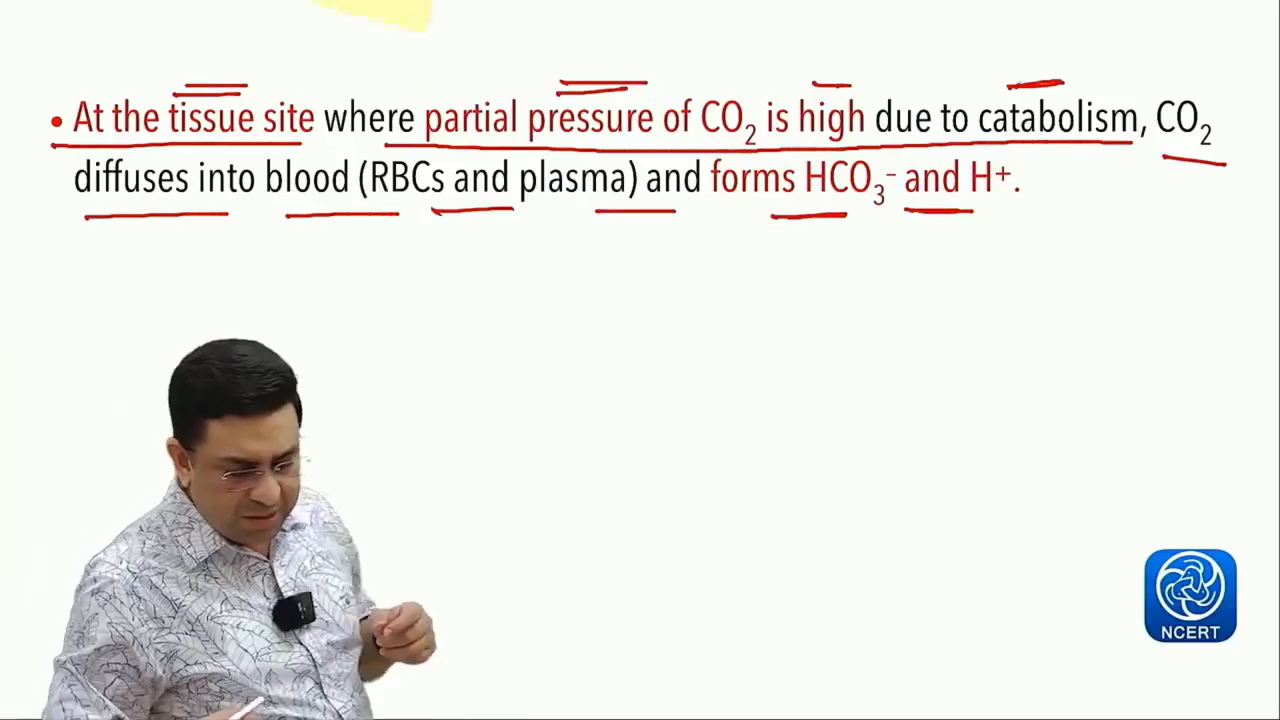 • At the tissue site where partial pressure of CO₂ is high due to catabolism, CO₂
diffuses into blood (RBCs and plasma) and forms HCO₃⁻ and H⁺.
NCERT